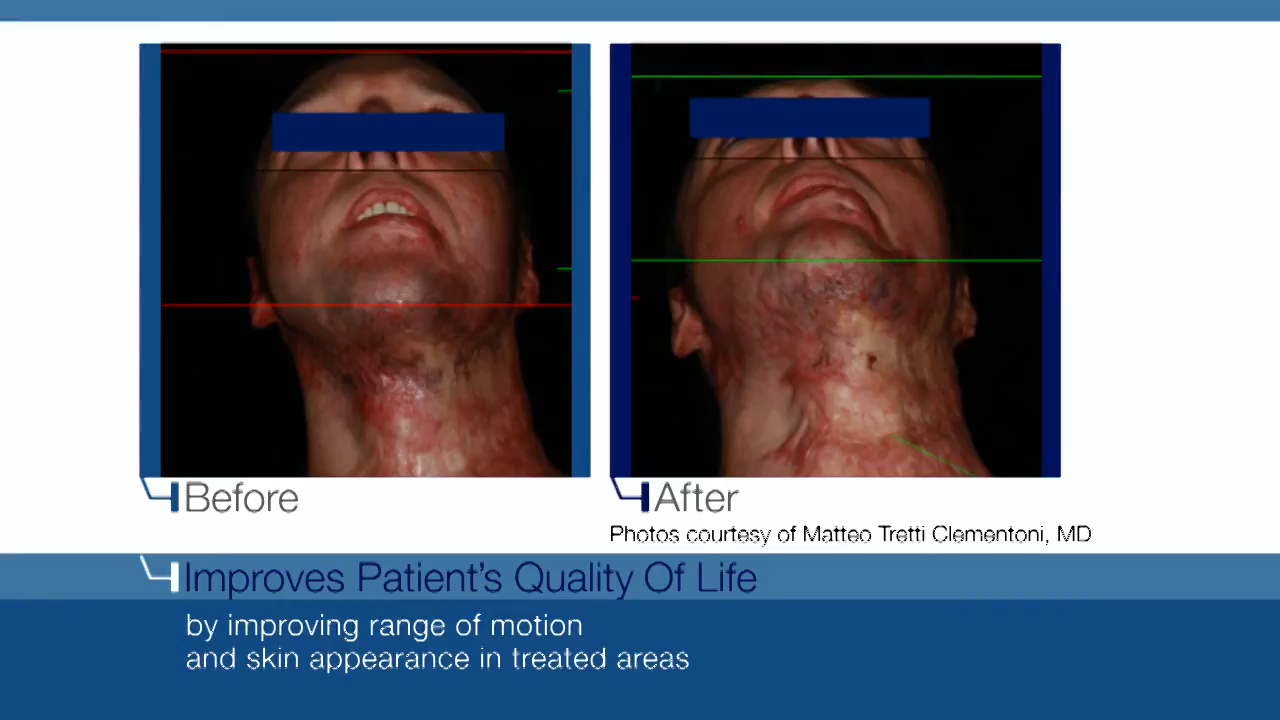 Before
After
Photos courtesy of Matteo Tretti Clementoni, MD
Improves Patient's Quality Of Life
by improving range of motion
and skin appearance in treated areas